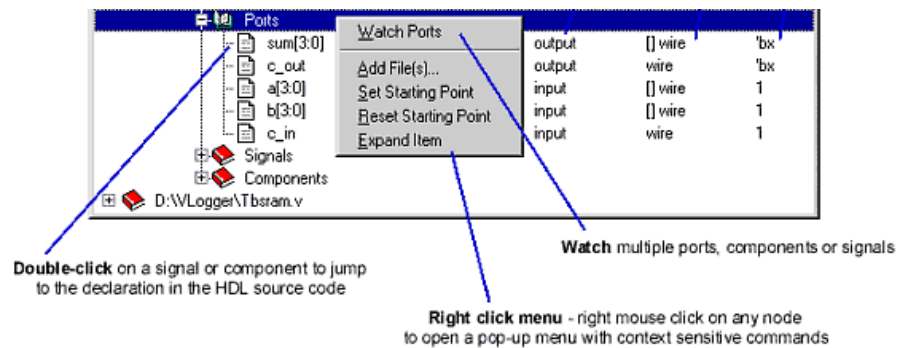 Ports
Watch Ports
sum[3:0] output [] wire 'bx
c_out Add File(s)... output wire 'bx
a[3:0] Set Starting Point input [] wire 1
b[3:0] Reset Starting Point input [] wire 1
c_in Expand Item input wire 1
Signals
Components
D:\VLogger\Tbsram.v
Watch multiple ports, components or signals
Double-click on a signal or component to jump
to the declaration in the HDL source code
Right click menu - right mouse click on any node
to open a pop-up menu with context sensitive commands